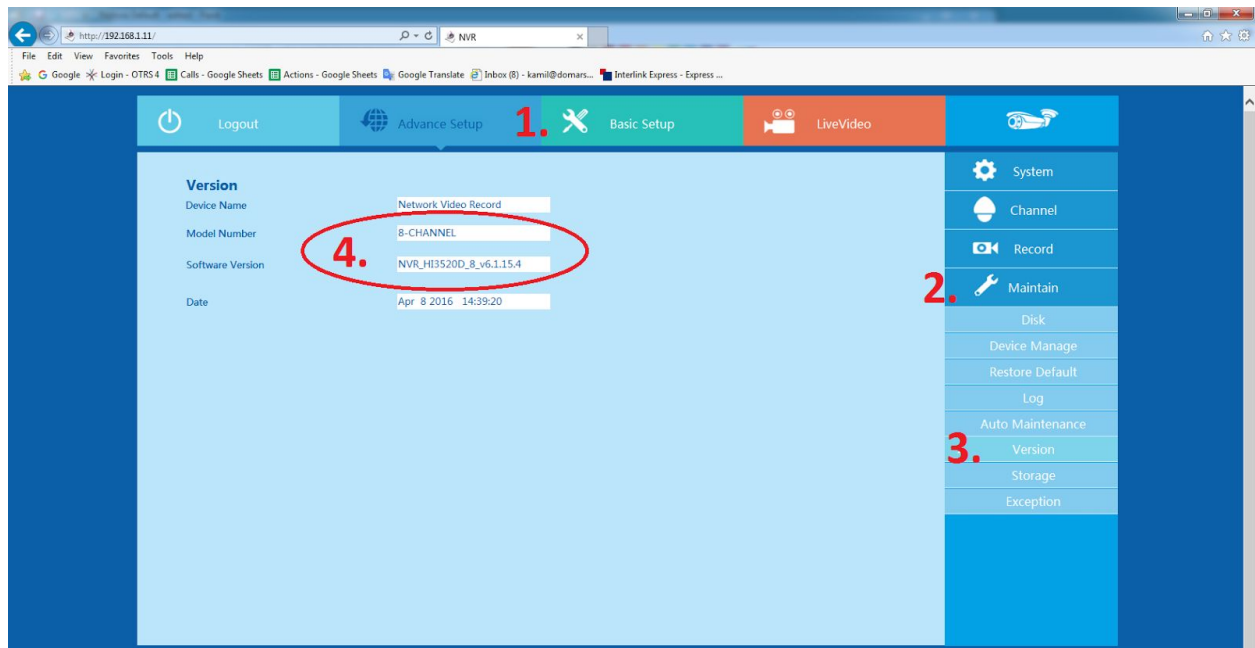 http://192.168.1.11/
NVR
File Edit View Favorites Tools Help
Google Login - OTRS 4 Calls - Google Sheets Actions - Google Sheets Google Translate Inbox (8) - kamil@domars... Interlink Express - Express ...
Logout Advance Setup 1. Basic Setup LiveVideo
Version
Device Name Network Video Record
Model Number 8-CHANNEL
4.
Software Version NVR_HI3520D_8_v6.1.15.4
Date Apr 8 2016 14:39:20
System
Channel
Record
2. Maintain
Disk
Device Manage
Restore Default
Log
Auto Maintenance
3. Version
Storage
Exception